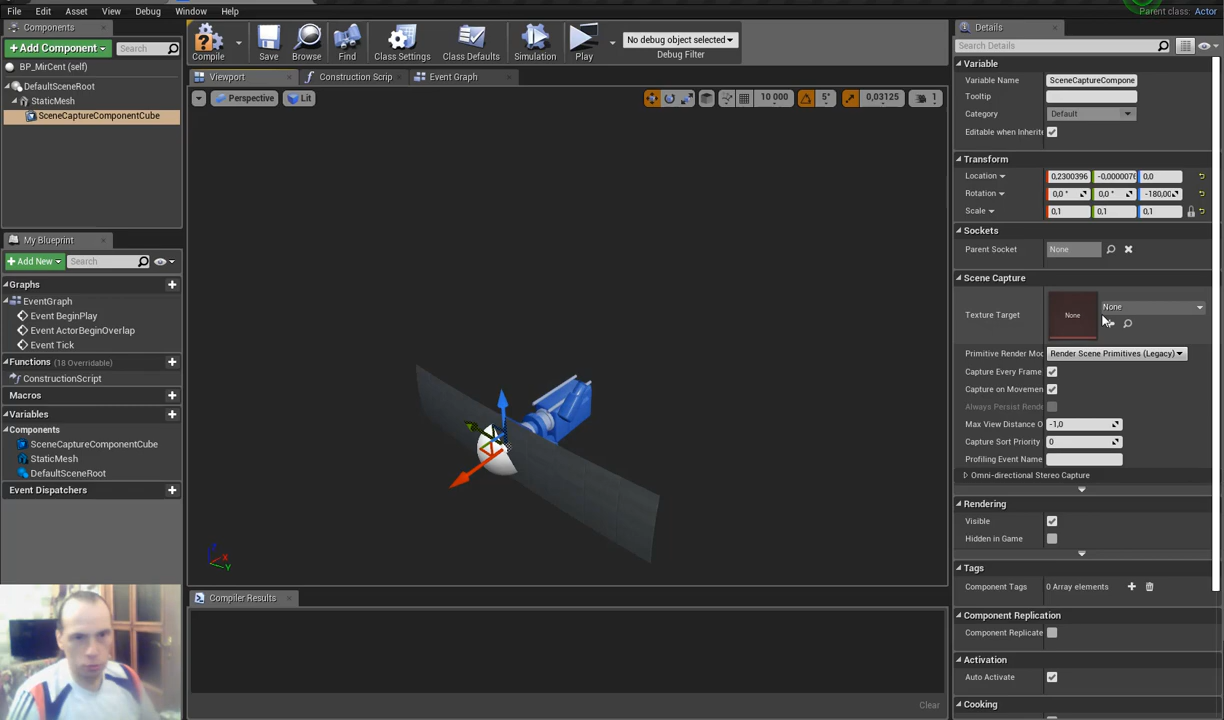 File Edit Asset View Debug Window Help
Parent class: Actor
Components
+Add Component Search
BP_MirCent (self)
DefaultSceneRoot
StaticMesh
SceneCaptureComponentCube
Compile Save Browse Find Class Settings Class Defaults Simulation Play
No debug object selected
Debug Filter
Viewport Construction Scrip Event Graph
Perspective Lit
10 000 5° 0,03125 1
My Blueprint
+Add New Search
Graphs
EventGraph
Event BeginPlay
Event ActorBeginOverlap
Event Tick
Functions (18 Overridable)
ConstructionScript
Macros
Variables
Components
SceneCaptureComponentCube
StaticMesh
DefaultSceneRoot
Event Dispatchers
X
Y
Compiler Results
Clear
Details
Search Details
Variable
Variable Name SceneCaptureCompone
Tooltip
Category Default
Editable when Inherite
Transform
Location 0,2300396 -0,0000076 0,0
Rotation 0,0 ° 0,0 ° -180,00
Scale 0,1 0,1 0,1
Sockets
Parent Socket None
Scene Capture
Texture Target None None
Primitive Render Mod Render Scene Primitives (Legacy)
Capture Every Frame
Capture on Movemen
Always Persist Rende
Max View Distance O -1,0
Capture Sort Priority 0
Profiling Event Name
Omni-directional Stereo Capture
Rendering
Visible
Hidden in Game
Tags
Component Tags 0 Array elements
Component Replication
Component Replicate
Activation
Auto Activate
Cooking